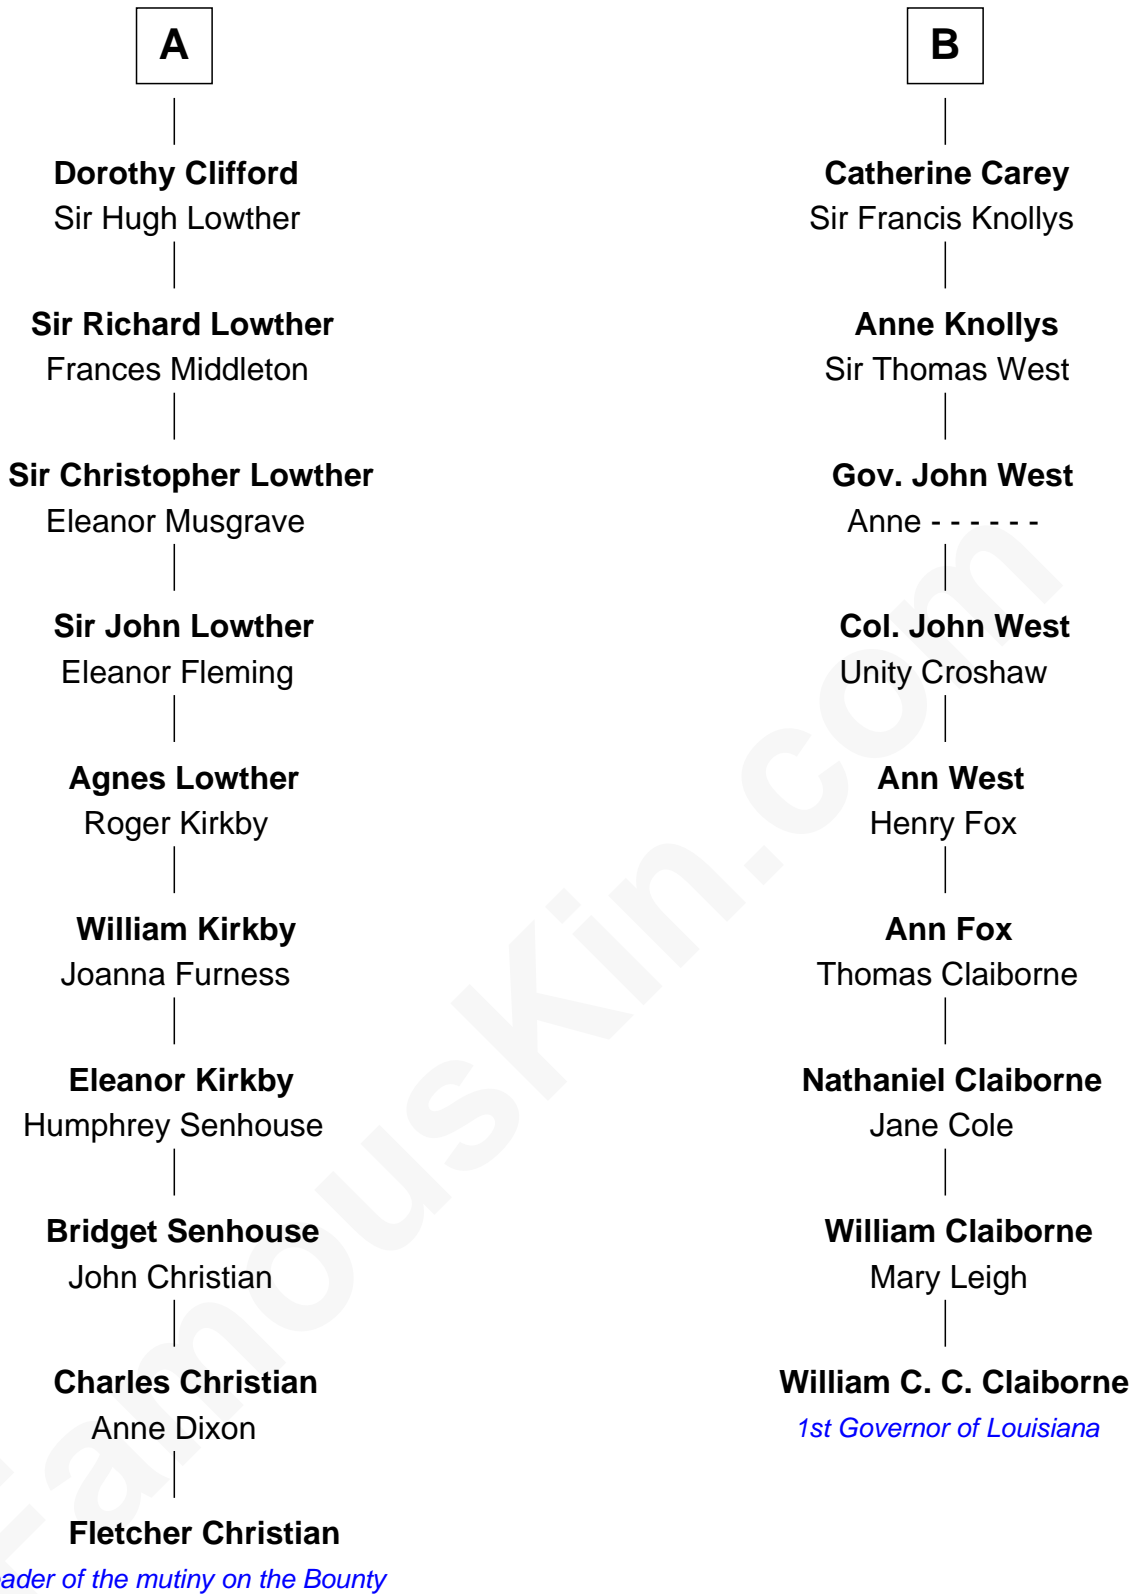 A
Dorothy Clifford
Sir Hugh Lowther
Sir Richard Lowther
Frances Middleton
Sir Christopher Lowther
Eleanor Musgrave
Sir John Lowther
Eleanor Fleming
Agnes Lowther
Roger Kirkby
William Kirkby
Joanna Furness
Eleanor Kirkby
Humphrey Senhouse
Bridget Senhouse
John Christian
Charles Christian
Anne Dixon
Fletcher Christian
ader of the mutiny on the Bounty
B
Catherine Carey
Sir Francis Knollys
Anne Knollys
Sir Thomas West
Gov. John West
Anne - - - - - -
Col. John West
Unity Croshaw
Ann West
Henry Fox
Ann Fox
Thomas Claiborne
Nathaniel Claiborne
Jane Cole
William Claiborne
Mary Leigh
William C. C. Claiborne
1st Governor of Louisiana
FamousKin.com